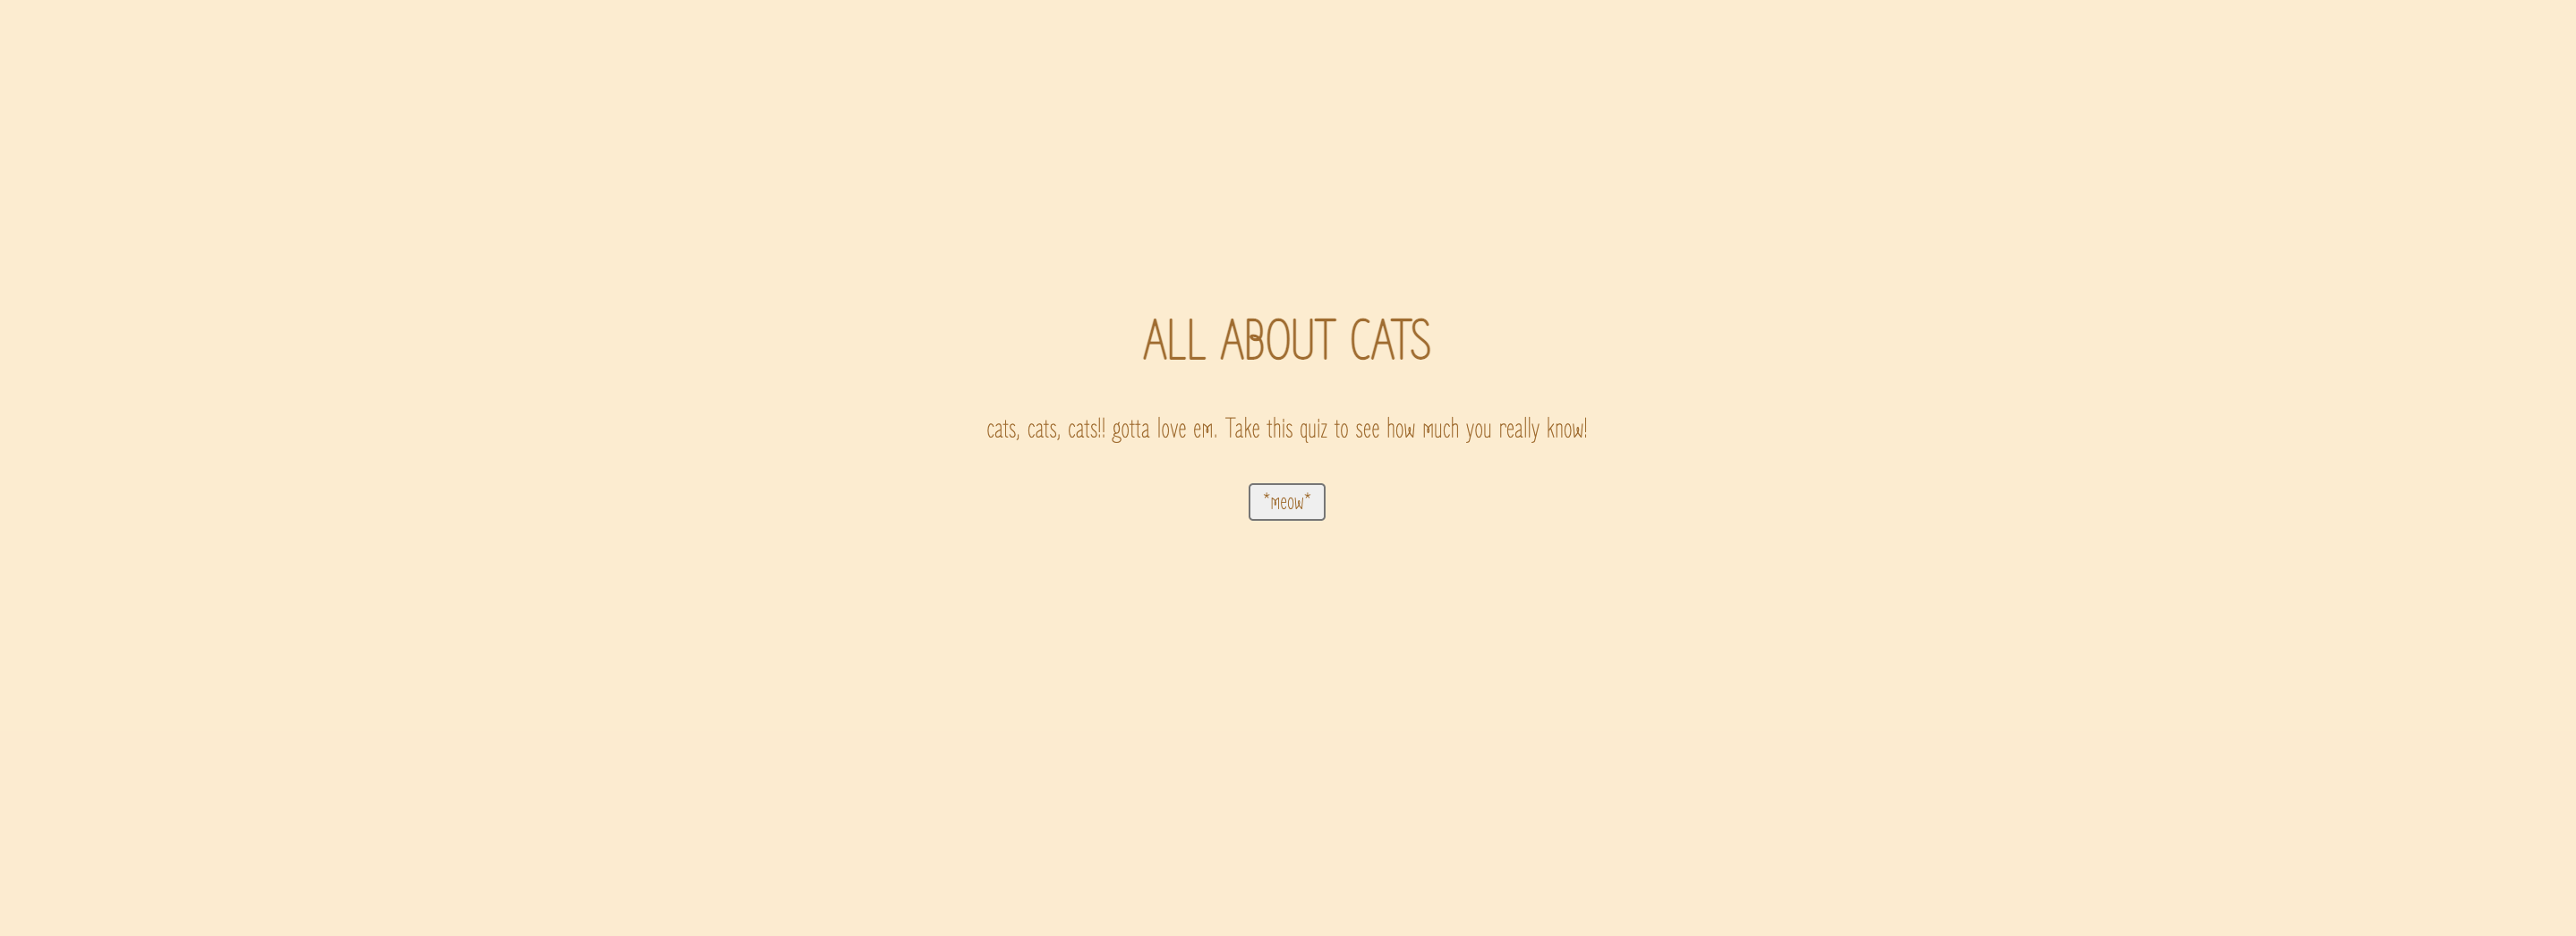 ALL ABOUT CATS
cats, cats, cats!! gotta love em. Take this quiz to see how much you really know!
*meow*